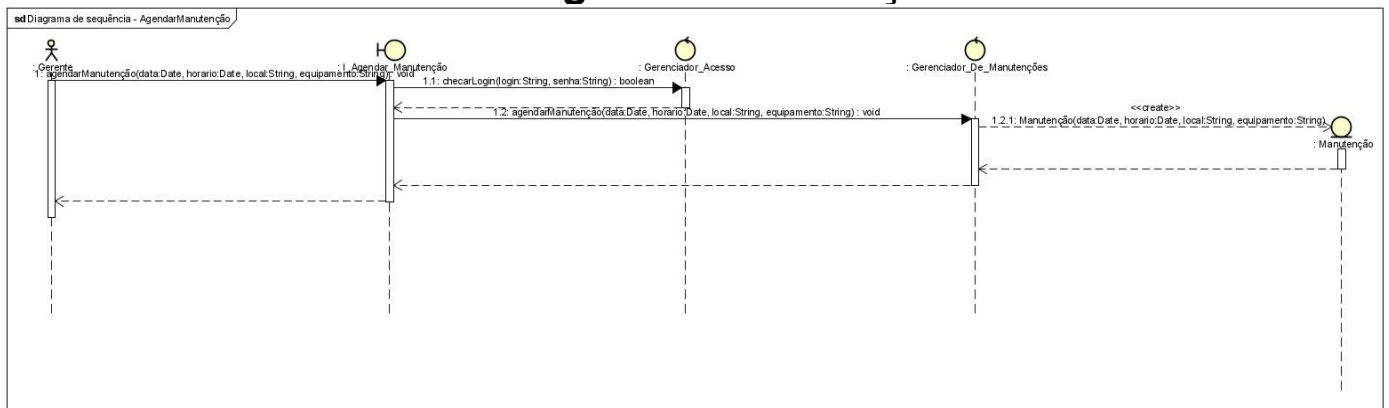 sd Diagrama de sequência - AgendarManutenção
: Gerente
: I_Agendar_Manutenção
: Gerenciador_Acesso
: Gerenciador_De_Manutenções
1: agendarManutenção(data:Date, horario:Date, local:String, equipamento:String) : void
1.1: checarLogin(login:String, senha:String) : boolean
<<create>>
1.2: agendarManutenção(data:Date, horario:Date, local:String, equipamento:String) : void
1.2.1: Manutenção(data:Date, horario:Date, local:String, equipamento:String)
: Manutenção